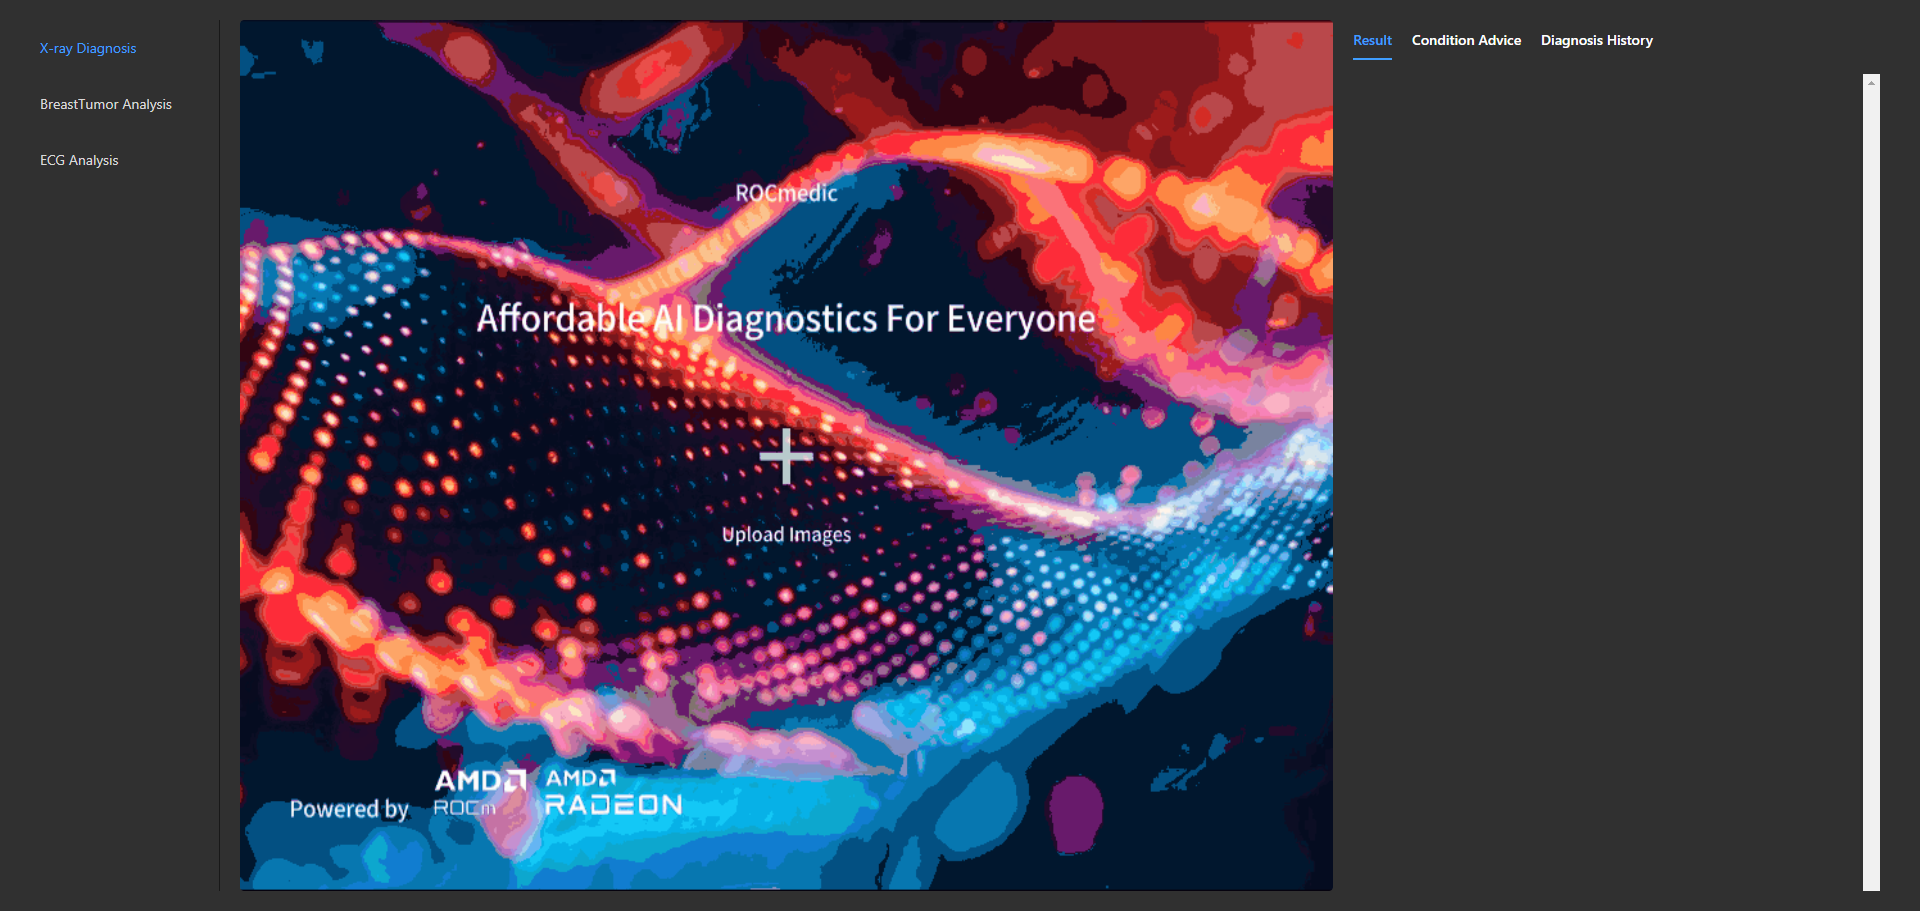 X-ray Diagnosis
BreastTumor Analysis
ECG Analysis
ROCmedic
Affordable AI Diagnostics For Everyone
Upload Images
Powered by
AMD
ROCm
AMD
RADEON
Result Condition Advice Diagnosis History